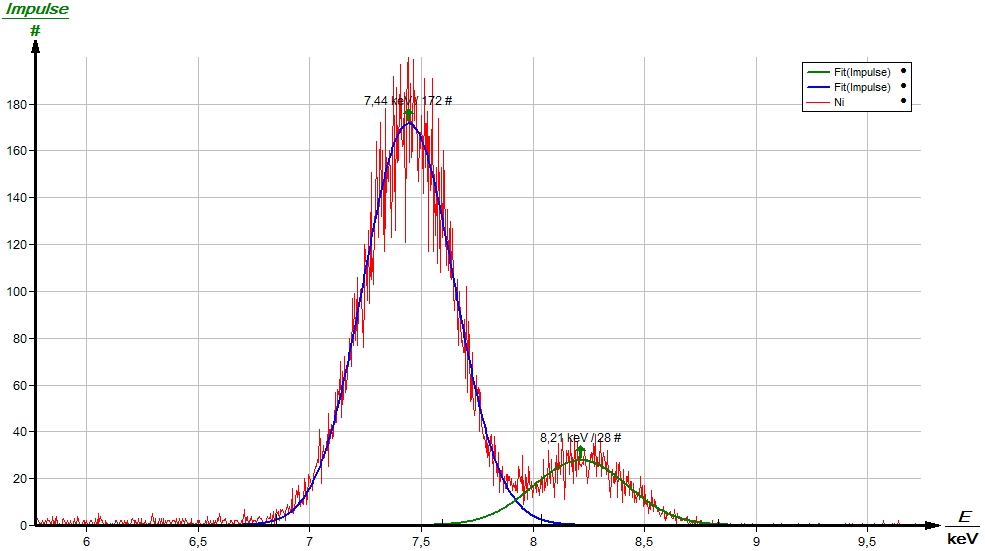 Impulse
#
7,44 keV / 172 #
8,21 keV / 28 #
Fit(Impulse)
Fit(Impulse)
Ni
180
160
140
120
100
80
60
40
20
0
6 6,5 7 7,5 8 8,5 9 9,5
E
keV